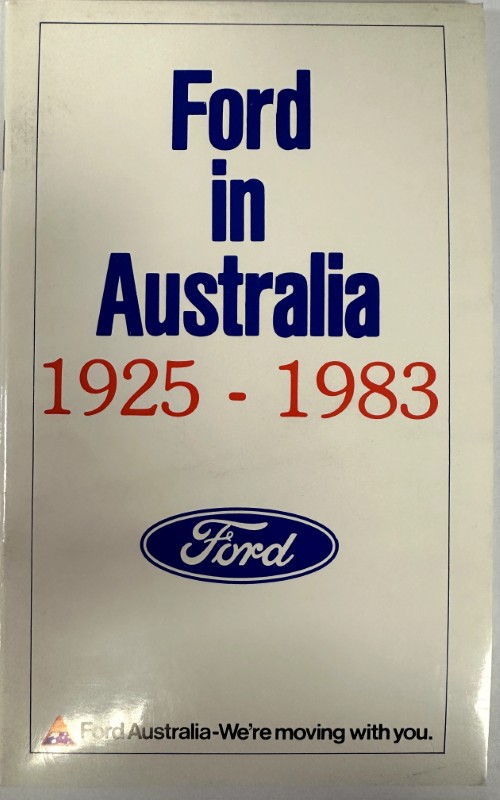 Ford
in
Australia
1925 - 1983
Ford
Ford Australia-We're moving with you.